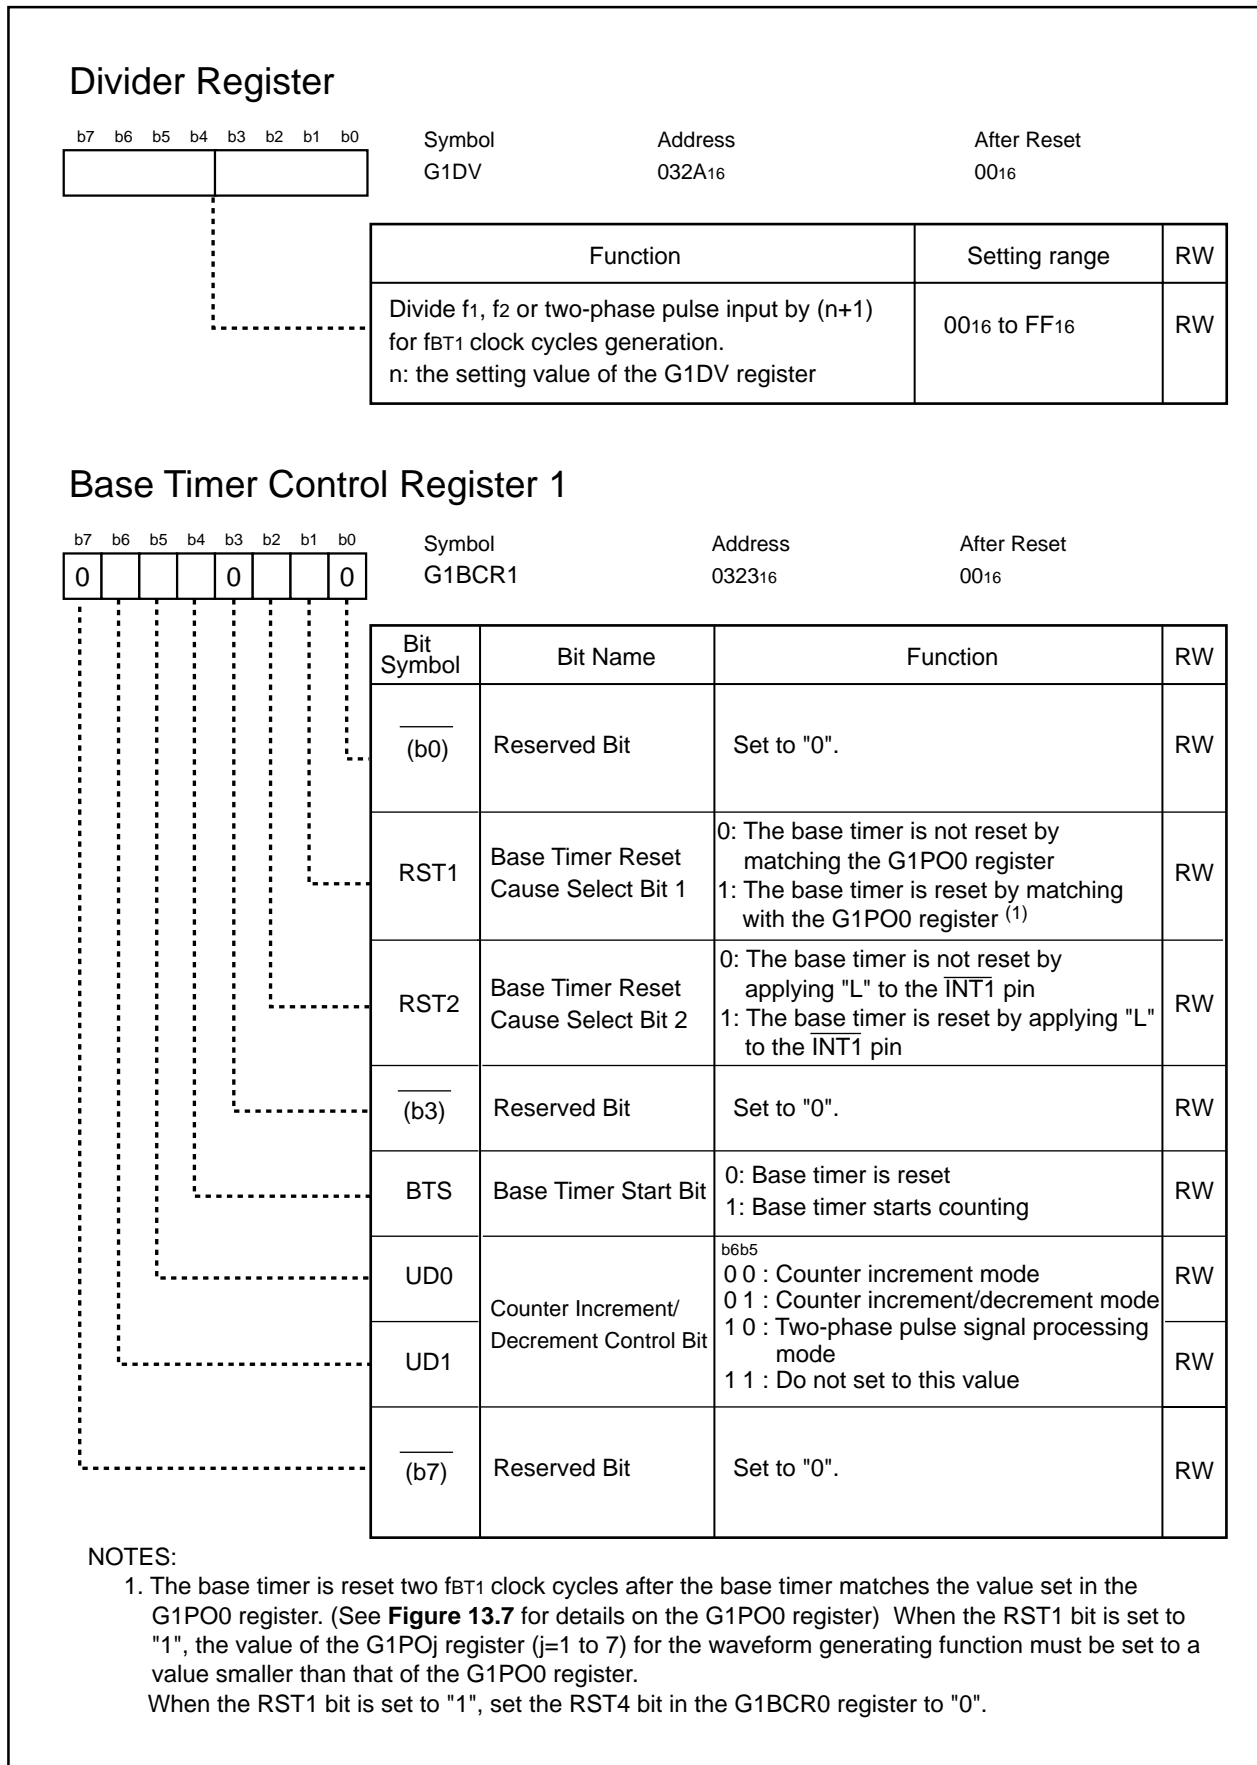 Divider Register
b7 b6 b5 b4 b3 b2 b1 b0
Symbol Address After Reset
G1DV 032A16 0016
Function Setting range RW
Divide f1, f2 or two-phase pulse input by (n+1)
for fBT1 clock cycles generation.
n: the setting value of the G1DV register
0016 to FF16 RW
Base Timer Control Register 1
b7 b6 b5 b4 b3 b2 b1 b0
0 0 0
Symbol Address After Reset
G1BCR1 032316 0016
Bit
Symbol
Bit Name Function RW
(b0) Reserved Bit Set to "0". RW
RST1
Base Timer Reset
Cause Select Bit 1
0: The base timer is not reset by
matching the G1PO0 register
1: The base timer is reset by matching
with the G1PO0 register (1)
RW
RST2
Base Timer Reset
Cause Select Bit 2
0: The base timer is not reset by
applying "L" to the INT1 pin
1: The base timer is reset by applying "L"
to the INT1 pin
RW
(b3) Reserved Bit Set to "0". RW
BTS Base Timer Start Bit
0: Base timer is reset
1: Base timer starts counting
RW
UD0
UD1
Counter Increment/
Decrement Control Bit
b6b5
0 0 : Counter increment mode
0 1 : Counter increment/decrement mode
1 0 : Two-phase pulse signal processing
mode
1 1 : Do not set to this value
RW
RW
(b7) Reserved Bit Set to "0". RW
NOTES:
1. The base timer is reset two fBT1 clock cycles after the base timer matches the value set in the
G1PO0 register. (See Figure 13.7 for details on the G1PO0 register) When the RST1 bit is set to
"1", the value of the G1POj register (j=1 to 7) for the waveform generating function must be set to a
value smaller than that of the G1PO0 register.
When the RST1 bit is set to "1", set the RST4 bit in the G1BCR0 register to "0".